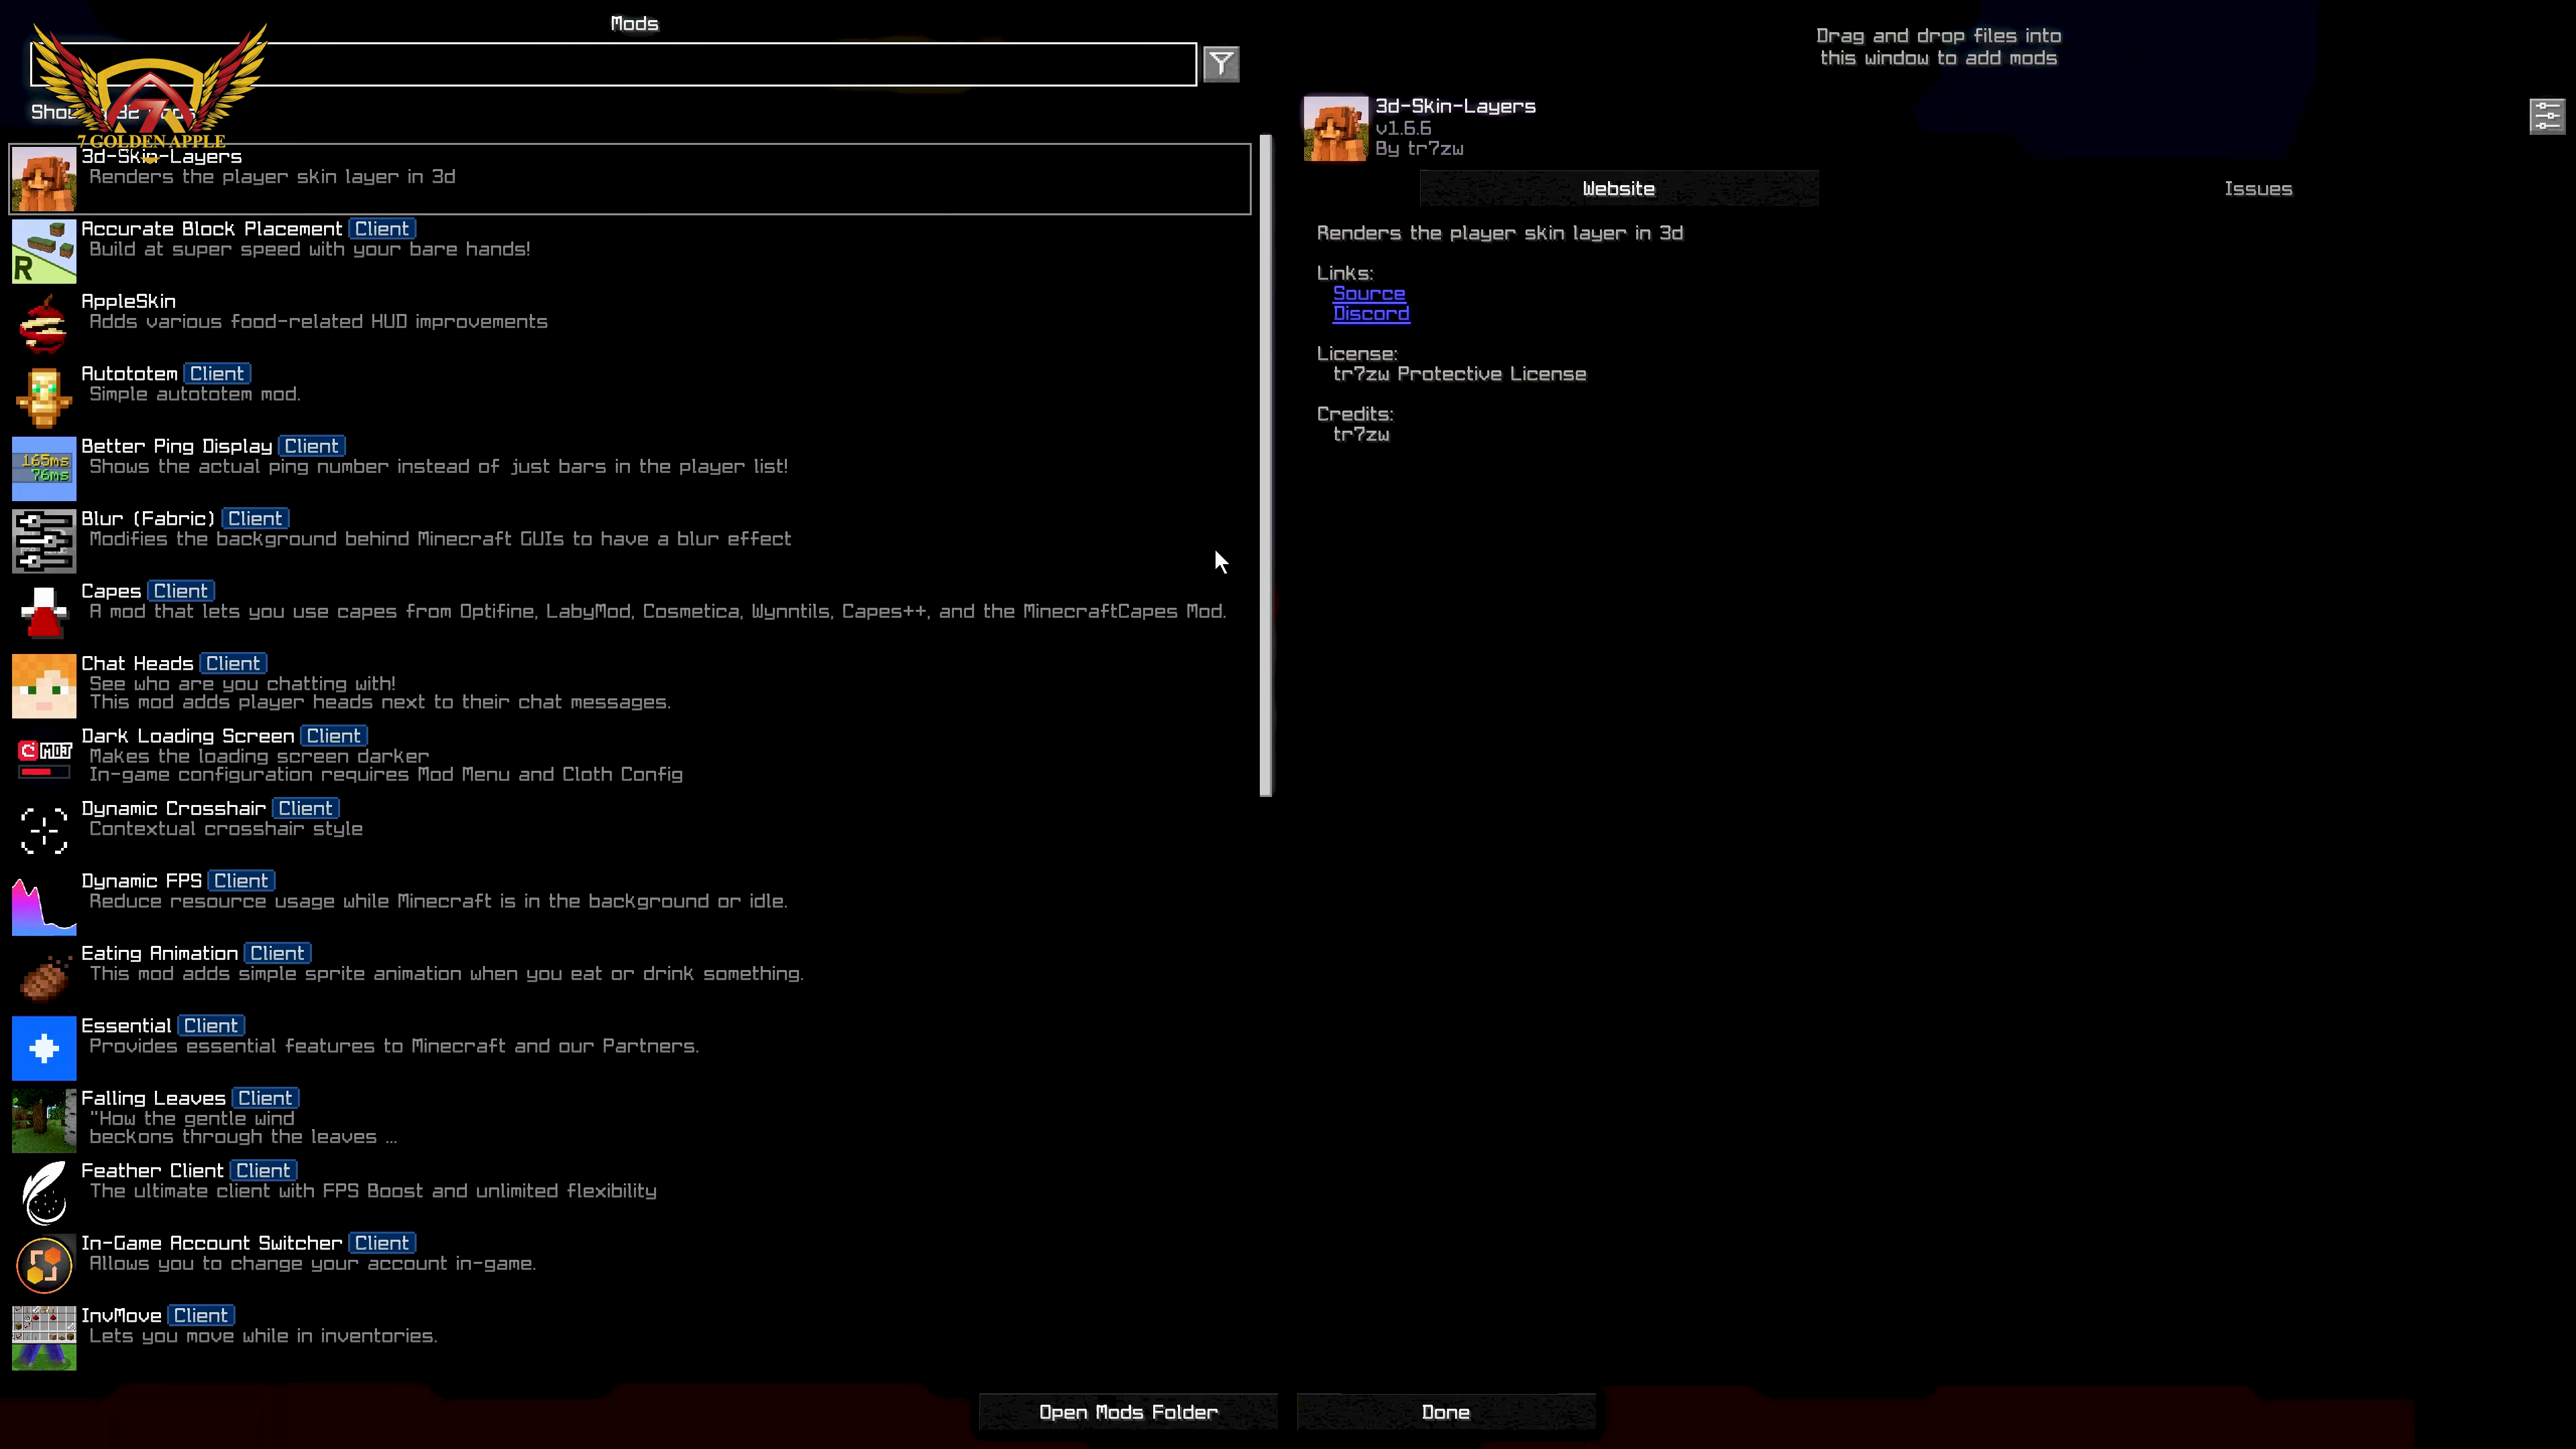 Mods
Drag and drop files into
this window to add mods
7 GOLDEN APPLE
3d-Skin-Layers
Renders the player skin layer in 3d
Accurate Block Placement Client
Build at super speed with your bare hands!
AppleSkin
Adds various food-related HUD improvements
Autototem Client
Simple autototem mod.
165ms
76ms
Better Ping Display Client
Shows the actual ping number instead of just bars in the player list!
Blur (Fabric) Client
Modifies the background behind Minecraft GUIs to have a blur effect
Capes Client
A mod that lets you use capes from Optifine, LabyMod, Cosmetica, Wynntils, Capes++, and the MinecraftCapes Mod.
Chat Heads Client
See who are you chatting with!
This mod adds player heads next to their chat messages.
MOJ
Dark Loading Screen Client
Makes the loading screen darker
In-game configuration requires Mod Menu and Cloth Config
Dynamic Crosshair Client
Contextual crosshair style
Dynamic FPS Client
Reduce resource usage while Minecraft is in the background or idle.
Eating Animation Client
This mod adds simple sprite animation when you eat or drink something.
Essential Client
Provides essential features to Minecraft and our Partners.
Falling Leaves Client
"How the gentle wind
beckons through the leaves ...
Feather Client Client
The ultimate client with FPS Boost and unlimited flexibility
In-Game Account Switcher Client
Allows you to change your account in-game.
InvMove Client
Lets you move while in inventories.
3d-Skin-Layers
v1.6.6
By tr7zw
Website
Issues
Renders the player skin layer in 3d
Links:
Source
Discord
License:
tr7zw Protective License
Credits:
tr7zw
Open Mods Folder
Done